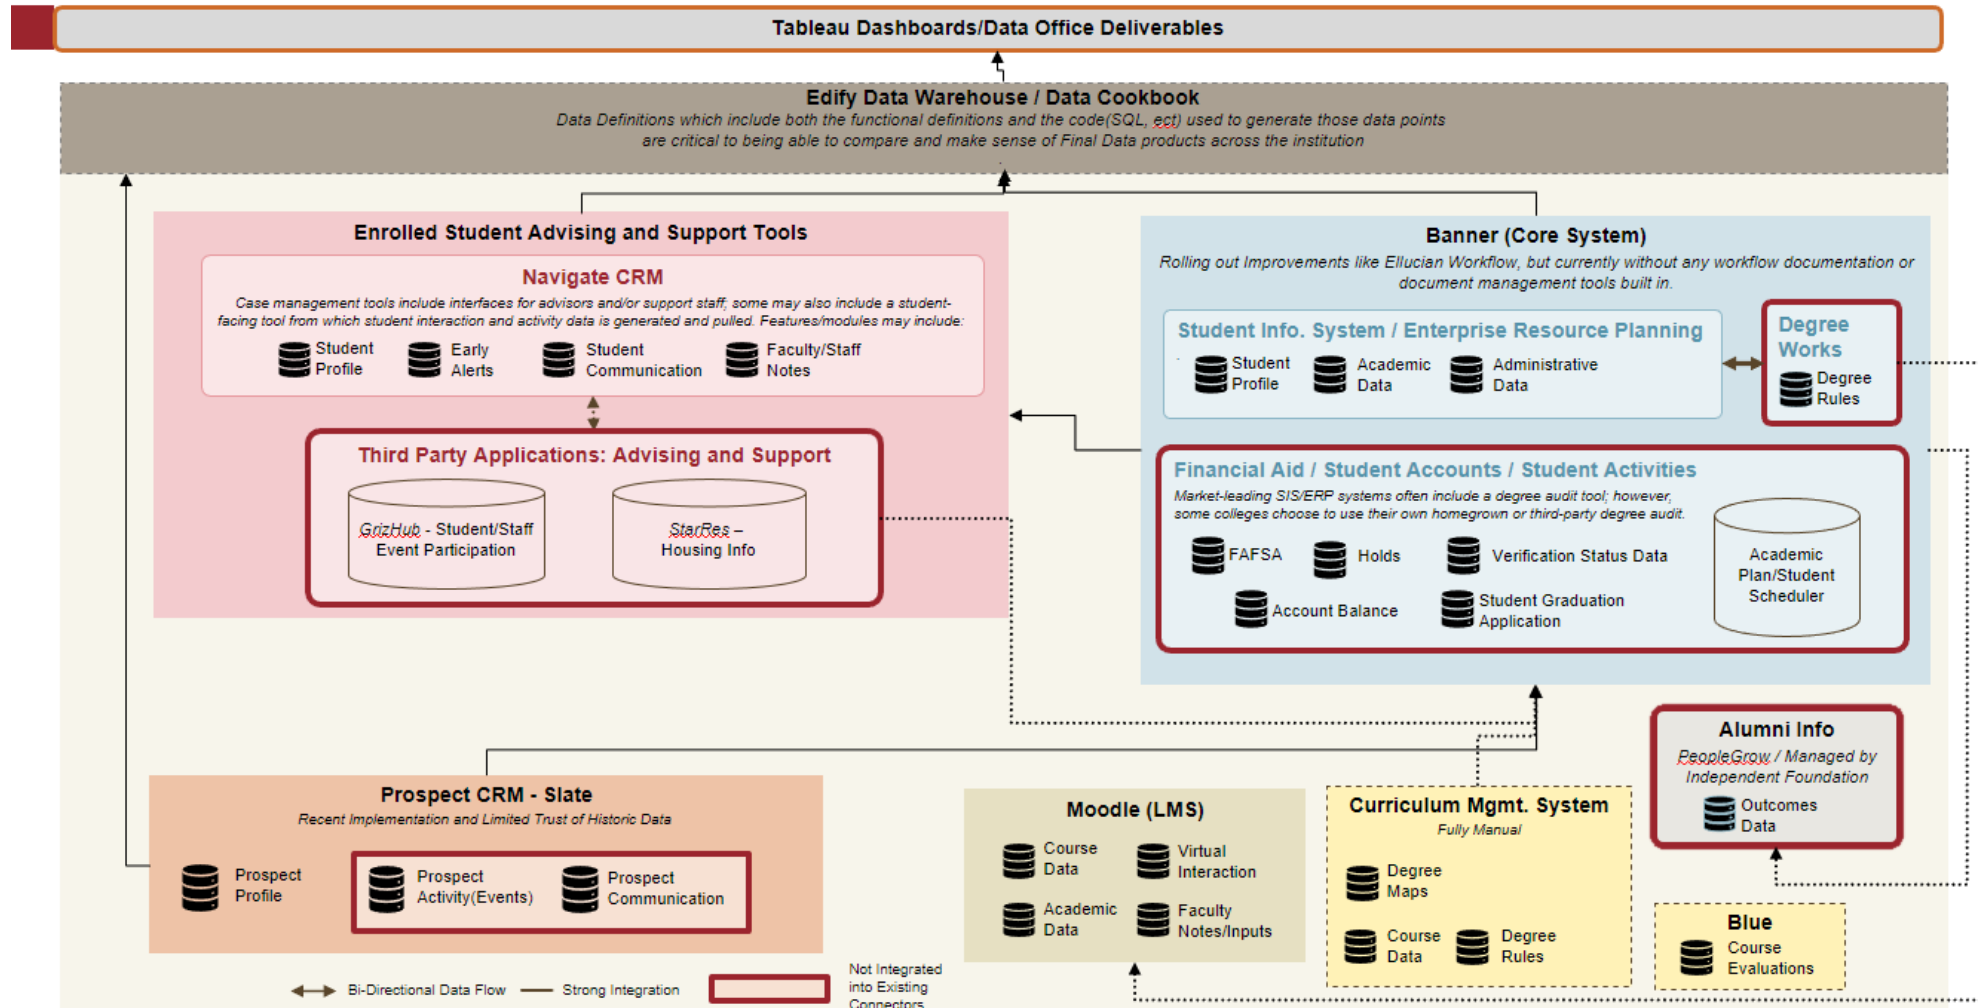 Tableau Dashboards/Data Office Deliverables
Edify Data Warehouse / Data Cookbook
Data Definitions which include both the functional definitions and the code(SQL, ect) used to generate those data points
are critical to being able to compare and make sense of Final Data products across the institution
Enrolled Student Advising and Support Tools
Navigate CRM
Case management tools include interfaces for advisors and/or support staff; some may also include a student-
facing tool from which student interaction and activity data is generated and pulled. Features/modules may include:
Student
Profile
Early
Alerts
Student
Communication
Faculty/Staff
Notes
Third Party Applications: Advising and Support
GrizHub - Student/Staff
Event Participation
StarRes –
Housing Info
Banner (Core System)
Rolling out Improvements like Ellucian Workflow, but currently without any workflow documentation or
document management tools built in.
Student Info. System / Enterprise Resource Planning
Student
Profile
Academic
Data
Administrative
Data
Degree
Works
Degree
Rules
Financial Aid / Student Accounts / Student Activities
Market-leading SIS/ERP systems often include a degree audit tool; however,
some colleges choose to use their own homegrown or third-party degree audit.
FAFSA
Holds
Verification Status Data
Account Balance
Student Graduation
Application
Academic
Plan/Student
Scheduler
Prospect CRM - Slate
Recent Implementation and Limited Trust of Historic Data
Prospect
Profile
Prospect
Activity(Events)
Prospect
Communication
Moodle (LMS)
Course
Data
Virtual
Interaction
Academic
Data
Faculty
Notes/Inputs
Curriculum Mgmt. System
Fully Manual
Degree
Maps
Course
Data
Degree
Rules
Alumni Info
PeopleGrow / Managed by
Independent Foundation
Outcomes
Data
Blue
Course
Evaluations
Bi-Directional Data Flow
Strong Integration
Not Integrated
into Existing
Connectors